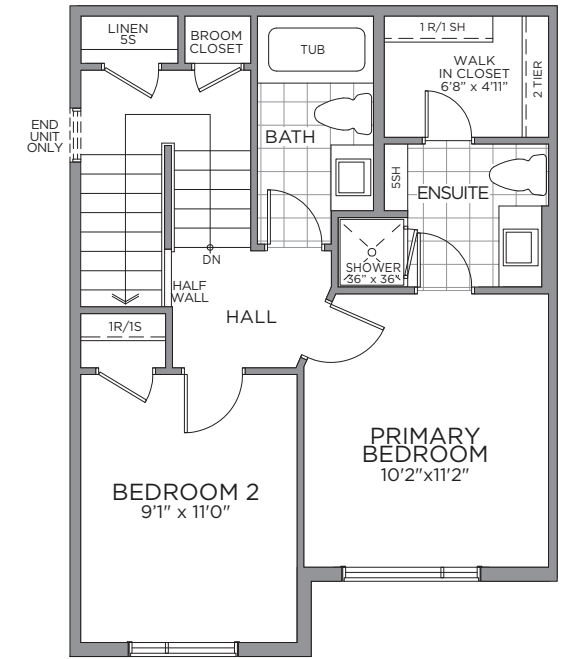 LINEN
5S
BROOM
CLOSET
TUB
1 R/1 SH
WALK
IN CLOSET
6'8" x 4'11"
2 TIER
END
UNIT
ONLY
BATH
5SH
ENSUITE
DN
SHOWER
36" x 36"
HALF
WALL
HALL
1R/1S
PRIMARY
BEDROOM
10'2"x11'2"
BEDROOM 2
9'1" x 11'0"